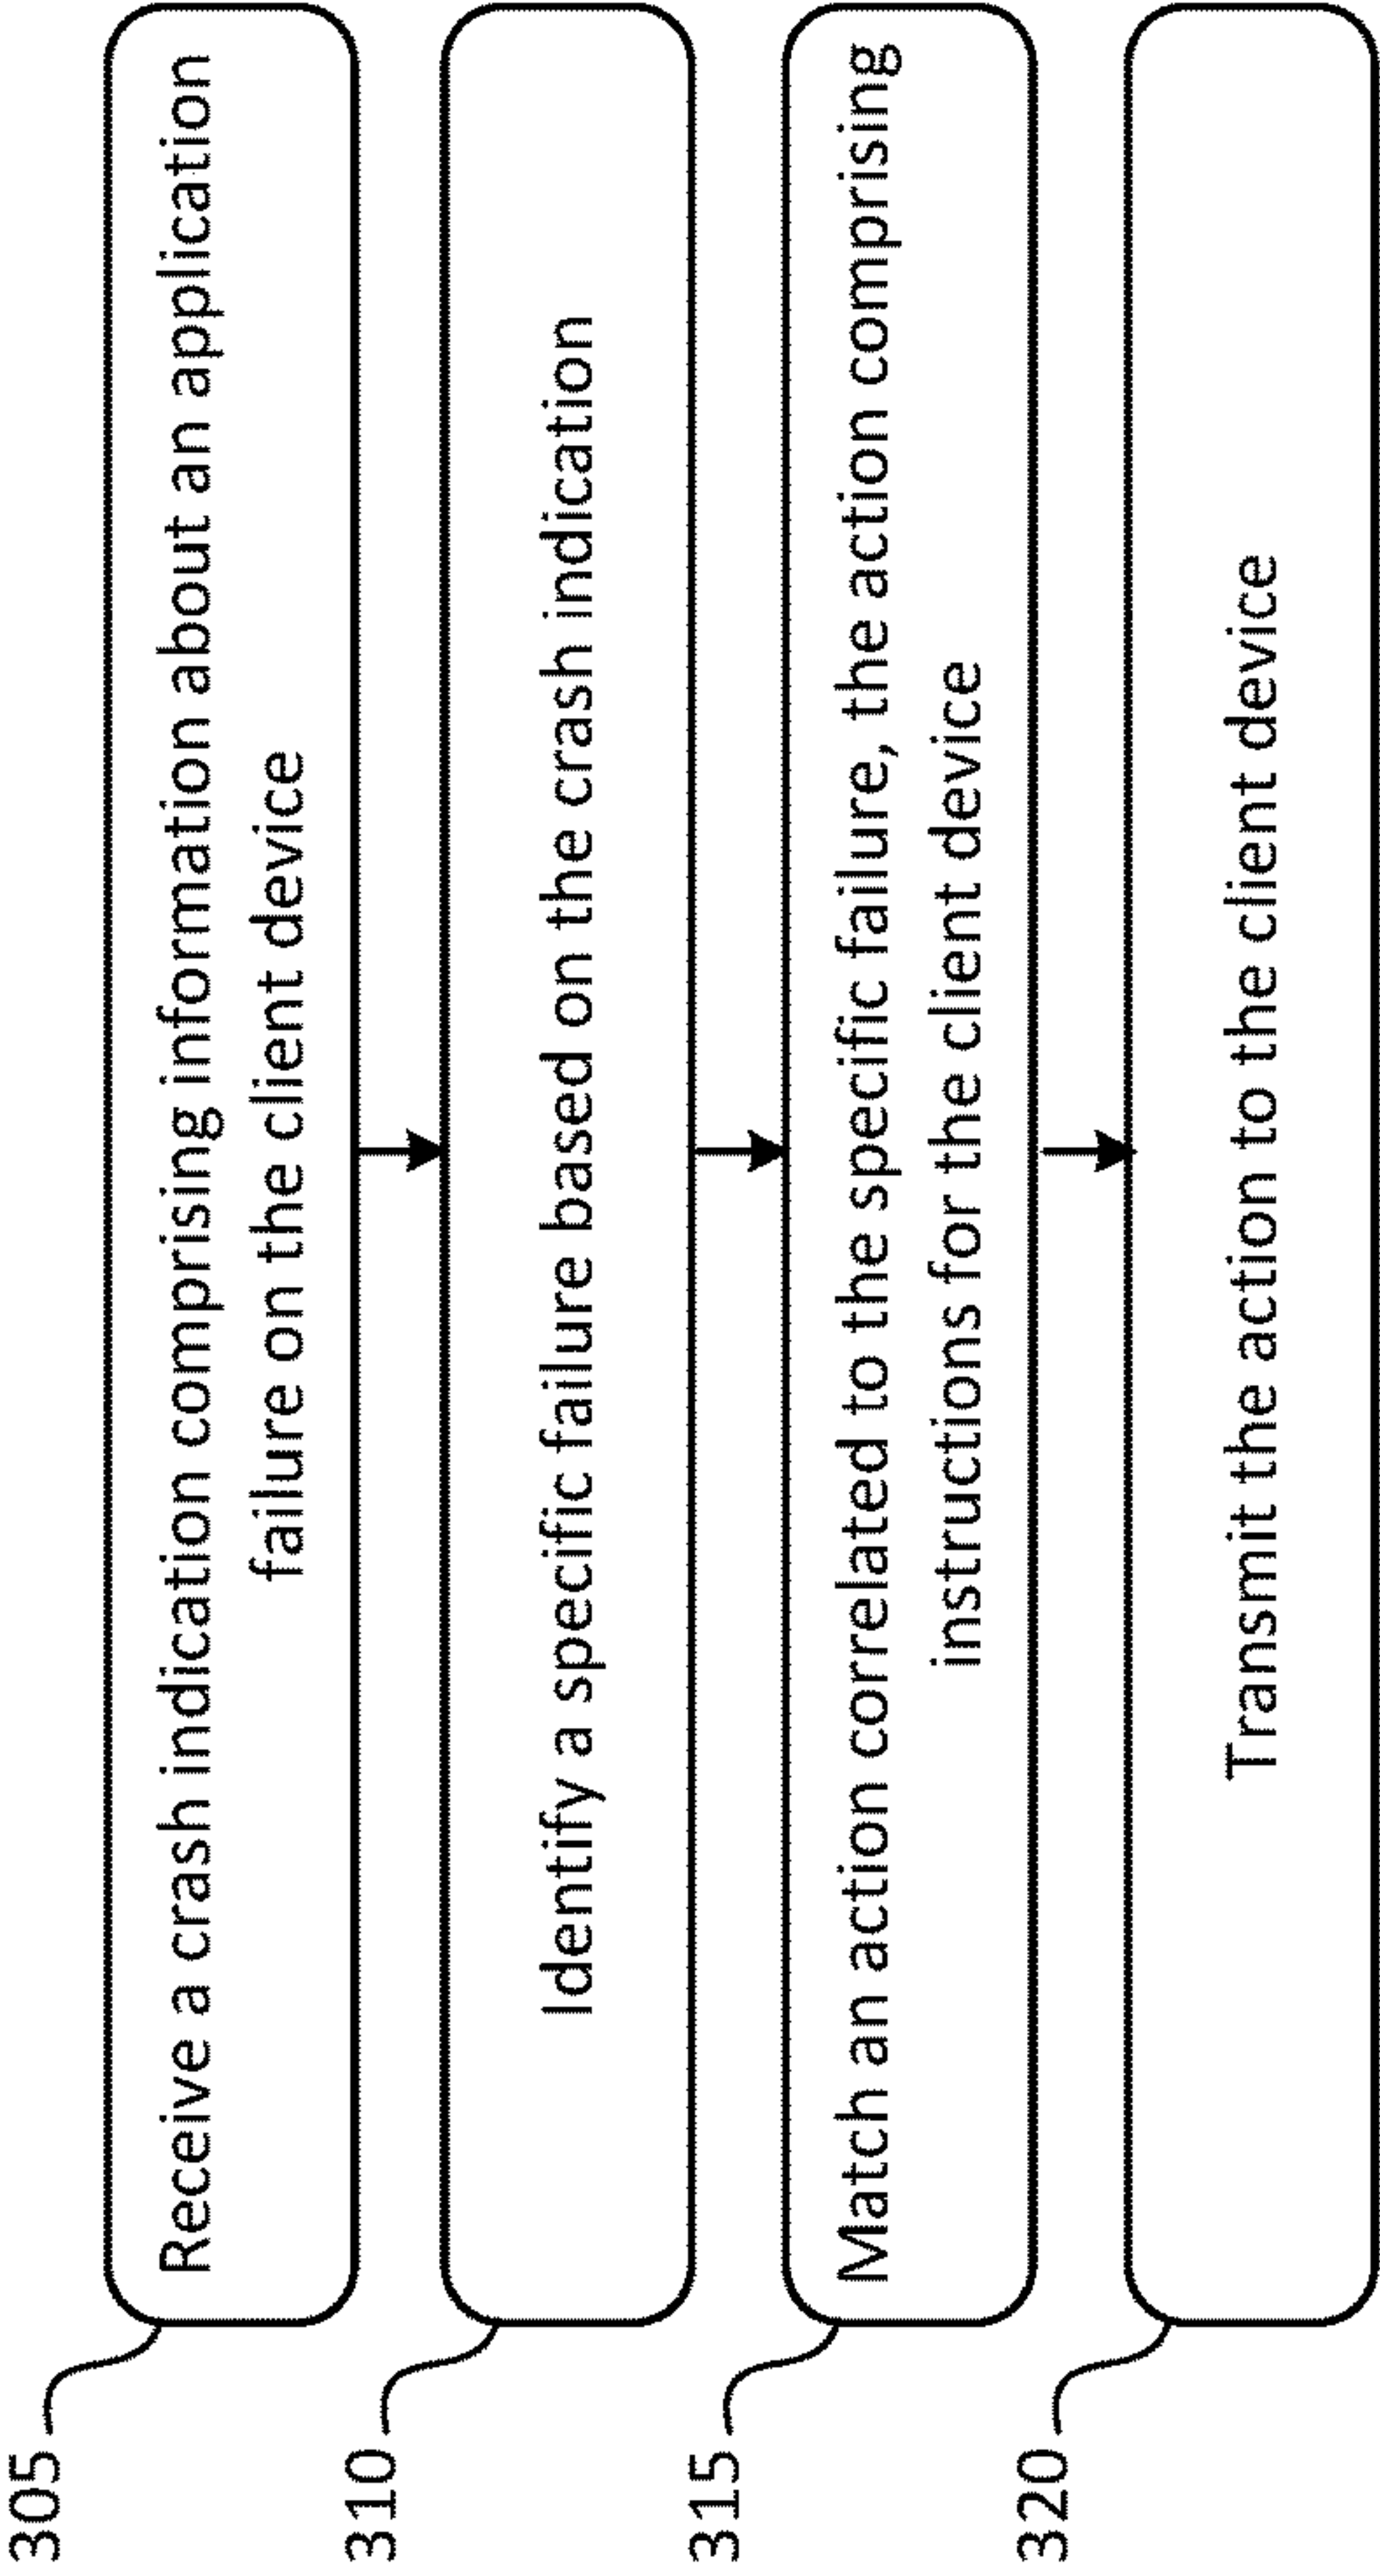 305
Receive a crash indication comprising information about an application
failure on the client device
310
Identify a specific failure based on the crash indication
315
Match an action correlated to the specific failure, the action comprising
instructions for the client device
320
Transmit the action to the client device